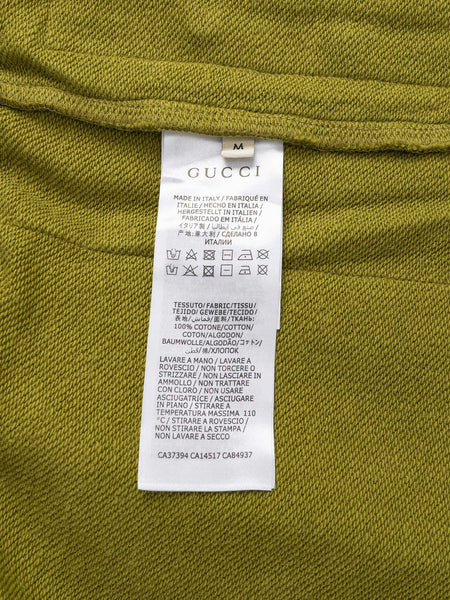 M
GUCCI
MADE IN ITALY / FABRIQUÉ EN
ITALIE / HECHO EN ITALIA /
HERGESTELLT IN ITALIEN /
FABRICADO EM ITÁLIA /
イタリア製 / صنع في إيطاليا /
产地: 意大利 / СДЕЛАНО В
ИТАЛИИ
TESSUTO/FABRIC/TISSU/
TEJIDO/ GEWEBE/TECIDO/
表地/قماش/面料/ТКАНЬ:
100% COTONE/COTTON/
COTON/ALGODON/
BAUMWOLLE/ALGODÃO/コットン/
قطن/棉/ХЛОПОК
LAVARE A MANO / LAVARE A
ROVESCIO / NON TORCERE O
STRIZZARE / NON LASCIARE IN
AMMOLLO / NON TRATTARE
CON CLORO / NON USARE
ASCIUGATRICE / ASCIUGARE
IN PIANO / STIRARE A
TEMPERATURA MASSIMA 110
°C / STIRARE A ROVESCIO /
NON STIRARE LA STAMPA /
NON LAVARE A SECCO
CA37394 CA14517 CAB4937